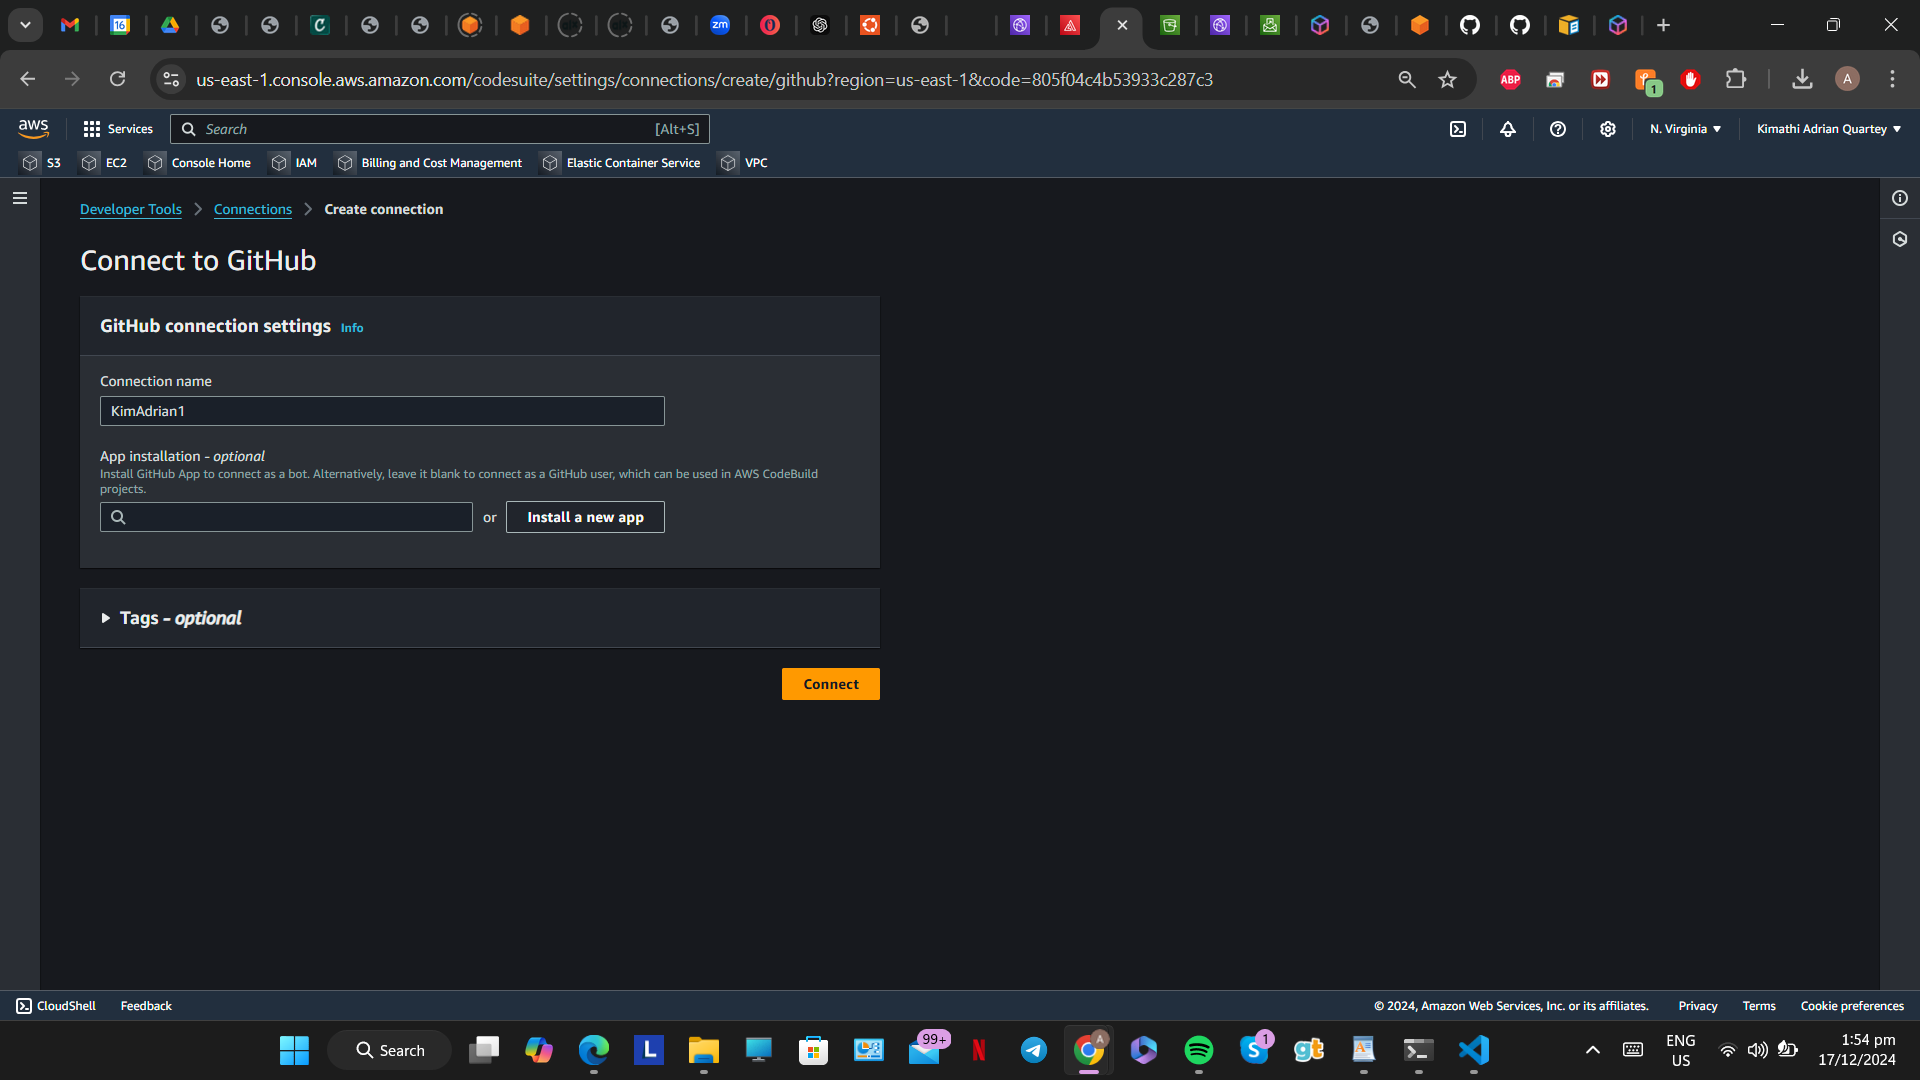 16
C
zm
us-east-1.console.aws.amazon.com/codesuite/settings/connections/create/github?region=us-east-1&code=805f04c4b53933c287c3
ABP
1
A
aws
Services
Search
[Alt+S]
N. Virginia
Kimathi Adrian Quartey
S3
EC2
Console Home
IAM
Billing and Cost Management
Elastic Container Service
VPC
Developer Tools
Connections
Create connection
Connect to GitHub
GitHub connection settings Info
Connection name
KimAdrian1
App installation - optional
Install GitHub App to connect as a bot. Alternatively, leave it blank to connect as a GitHub user, which can be used in AWS CodeBuild
projects.
or
Install a new app
Tags - optional
Connect
CloudShell
Feedback
© 2024, Amazon Web Services, Inc. or its affiliates.
Privacy
Terms
Cookie preferences
Search
L
99+
N
A
S
1
gt
ENG
US
1:54 pm
17/12/2024